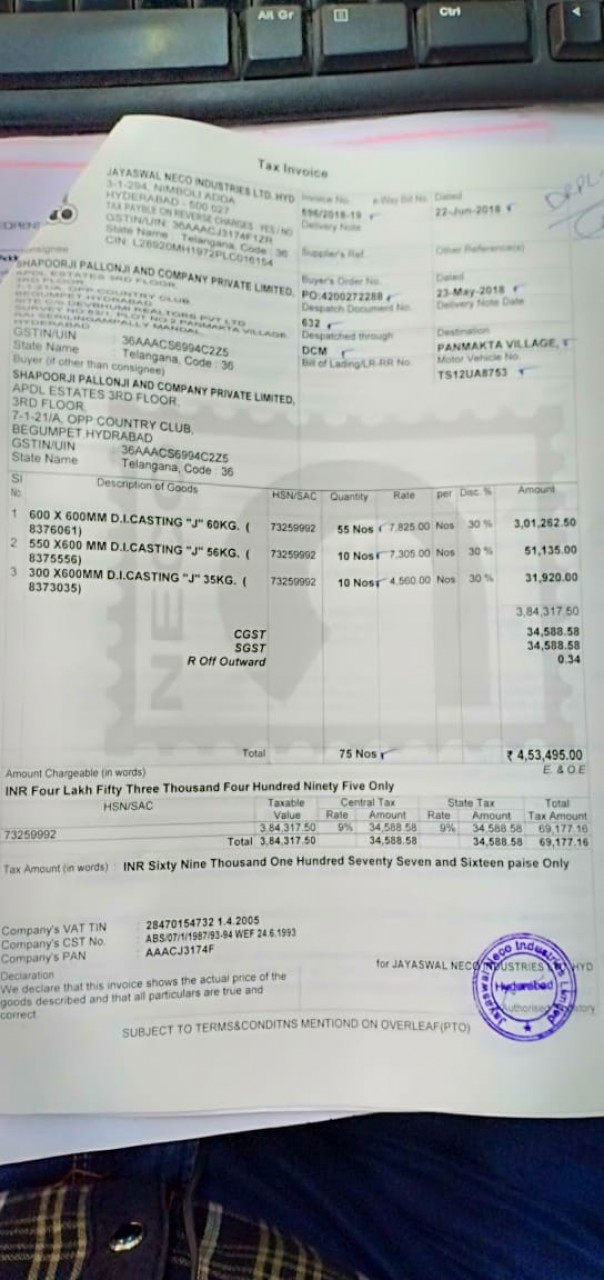 Alt Gr
Ctrl
Tax Invoice
JAYASWAL NECO INDUSTRIES LTD, HYD
3-1-294, NIMBOLI ADDA
HYDERABAD - 500 027
TAX PAYABLE ON REVERSE CHARGES YES / NO
GSTIN/UIN: 36AAACJ3174F1ZR
State Name : Telangana, Code : 36
CIN: L28920MH1972PLC016154
Invoice No. e-Way Bill No. Dated
596/2018-19 22-Jun-2018
Delivery Note
Supplier's Ref. Other Reference(s)
SHAPOORJI PALLONJI AND COMPANY PRIVATE LIMITED,
APDL ESTATES 3RD FLOOR,
3RD FLOOR,
7-1-21/A, OPP COUNTRY CLUB,
BEGUMPET HYDRABAD
REALTORS PVT LTD
PLOT NO 2 PANMAKTA VILLAGE
MANDAL
HYDERABAD
GSTIN/UIN : 36AAACS6994C2Z5
State Name : Telangana, Code : 36
Buyer's Order No. Dated
PO:4200272288 23-May-2018
Despatch Document No. Delivery Note Date
632
Despatched through Destination
DCM PANMAKTA VILLAGE,
Bill of Lading/LR-RR No. Motor Vehicle No.
TS12UA8753
Buyer (if other than consignee)
SHAPOORJI PALLONJI AND COMPANY PRIVATE LIMITED,
APDL ESTATES 3RD FLOOR,
3RD FLOOR,
7-1-21/A, OPP COUNTRY CLUB,
BEGUMPET,HYDRABAD
GSTIN/UIN : 36AAACS6994C2Z5
State Name : Telangana, Code : 36
Sl No Description of Goods HSN/SAC Quantity Rate per Disc. % Amount
1 600 X 600MM D.I.CASTING "J" 60KG. ( 73259992 55 Nos 7,825.00 Nos 30 % 3,01,262.50
8376061)
2 550 X600 MM D.I.CASTING "J" 56KG. ( 73259992 10 Nos 7,305.00 Nos 30 % 51,135.00
8375556)
3 300 X600MM D.I.CASTING "J" 35KG. ( 73259992 10 Nos 4,560.00 Nos 30 % 31,920.00
8373035)
3,84,317.50
CGST 34,588.58
SGST 34,588.58
R Off Outward 0.34
NECO
Total 75 Nos ₹ 4,53,495.00
Amount Chargeable (in words) E. & O.E
INR Four Lakh Fifty Three Thousand Four Hundred Ninety Five Only
HSN/SAC Taxable Central Tax State Tax Total
Value Rate Amount Rate Amount Tax Amount
73259992 3,84,317.50 9% 34,588.58 9% 34,588.58 69,177.16
Total 3,84,317.50 34,588.58 34,588.58 69,177.16
Tax Amount (in words) : INR Sixty Nine Thousand One Hundred Seventy Seven and Sixteen paise Only
Company's VAT TIN : 28470154732 1.4.2005
Company's CST No. : ABS/07/1/1987/93-94 WEF 24.6.1993
Company's PAN : AAACJ3174F
Declaration
We declare that this invoice shows the actual price of the
goods described and that all particulars are true and
correct.
for JAYASWAL NECO INDUSTRIES LTD, HYD
Jayaswal Neco Industries Limited
Hyderabad
Authorised Signatory
SUBJECT TO TERMS&CONDITNS MENTIOND ON OVERLEAF(PTO)